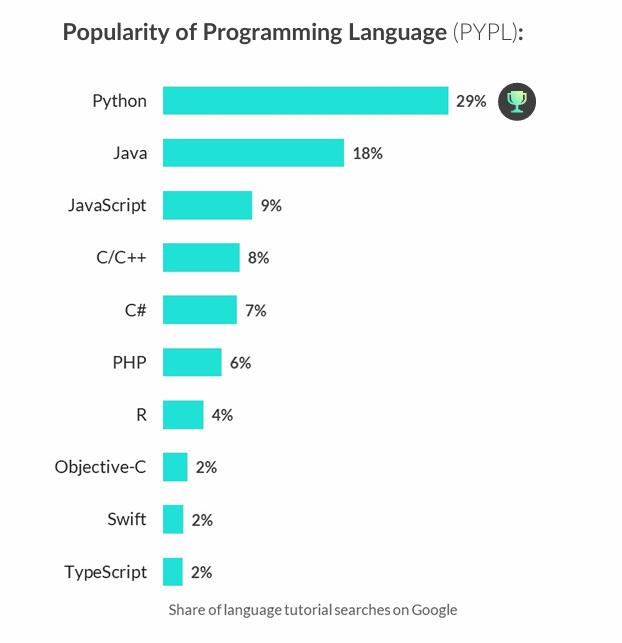 Popularity of Programming Language (PYPL):
Python 29%
Java 18%
JavaScript 9%
C/C++ 8%
C# 7%
PHP 6%
R 4%
Objective-C 2%
Swift 2%
TypeScript 2%
Share of language tutorial searches on Google